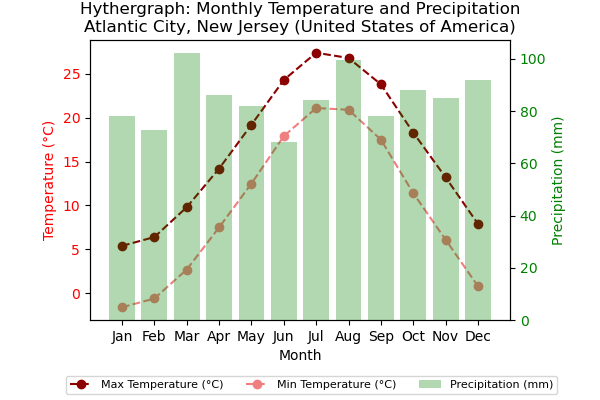 Hythergraph: Monthly Temperature and Precipitation
Atlantic City, New Jersey (United States of America)
Temperature (°C)
25
20
15
10
5
0
Precipitation (mm)
100
80
60
40
20
0
Jan Feb Mar Apr May Jun Jul Aug Sep Oct Nov Dec
Month
Max Temperature (°C) Min Temperature (°C) Precipitation (mm)